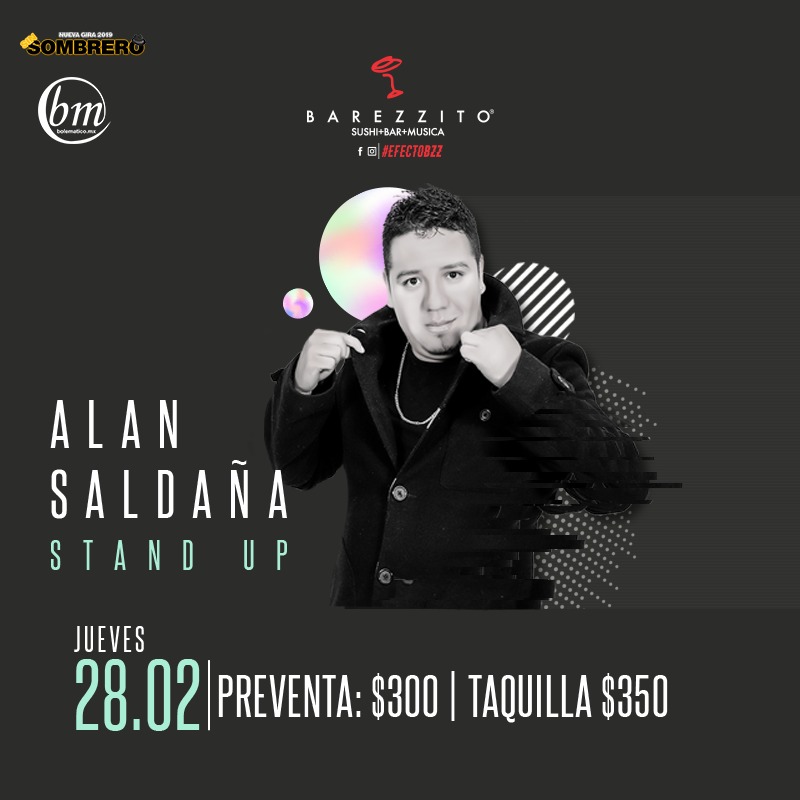 NUEVA GIRA 2019
SOMBRERO
bm
boletomatico.mx
BAREZZITO®
SUSHI+BAR+MUSICA
f | #EFECTOBZZ
ALAN
SALDAÑA
STAND UP
JUEVES
28.02 | PREVENTA: $300 | TAQUILLA $350